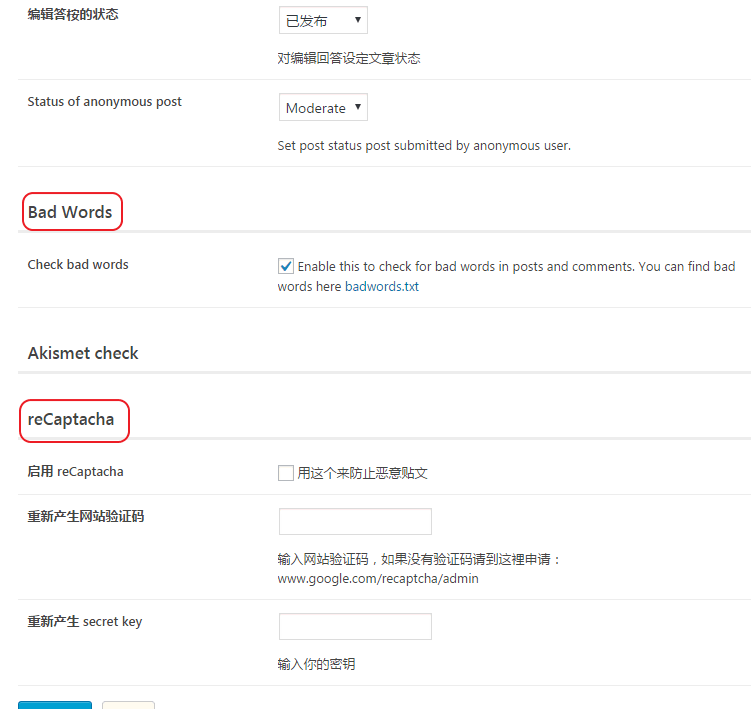 编辑答桉的状态
已发布
对编辑回答设定文章状态
Status of anonymous post
Moderate
Set post status post submitted by anonymous user.
Bad Words
Check bad words
Enable this to check for bad words in posts and comments. You can find bad
words here badwords.txt
Akismet check
reCaptacha
启用 reCaptacha
用这个来防止恶意贴文
重新产生网站验证码
输入网站验证码，如果没有验证码请到这裡申请：
www.google.com/recaptcha/admin
重新产生 secret key
输入你的密钥